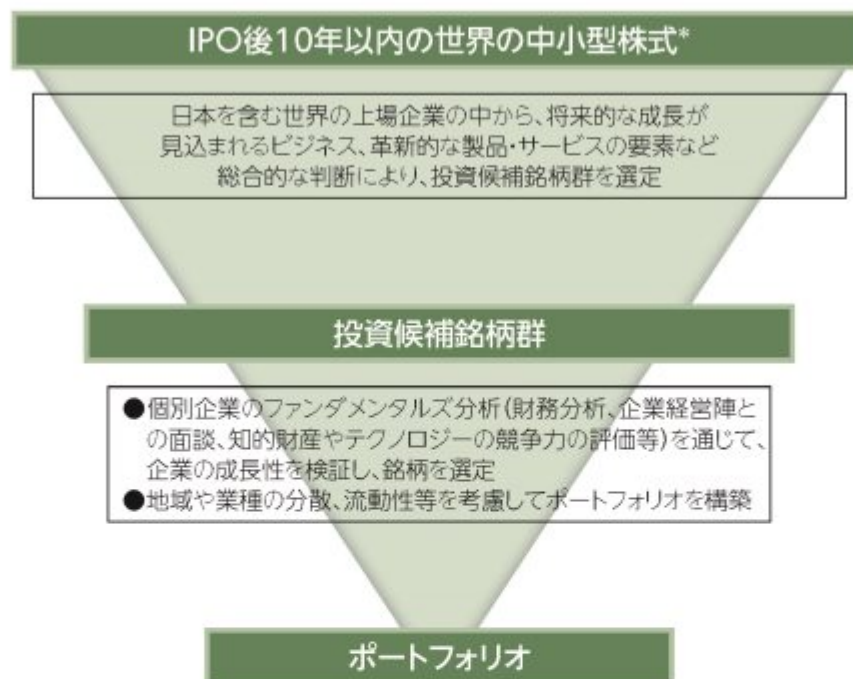 IPO後10年以内の世界の中小型株式*
日本を含む世界の上場企業の中から、将来的な成長が
見込まれるビジネス、革新的な製品・サービスの要素など
総合的な判断により、投資候補銘柄群を選定
投資候補銘柄群
●個別企業のファンダメンタルズ分析(財務分析、企業経営陣と
の面談、知的財産やテクノロジーの競争力の評価等)を通じて、
企業の成長性を検証し、銘柄を選定
●地域や業種の分散、流動性等を考慮してポートフォリオを構築
ポートフォリオ